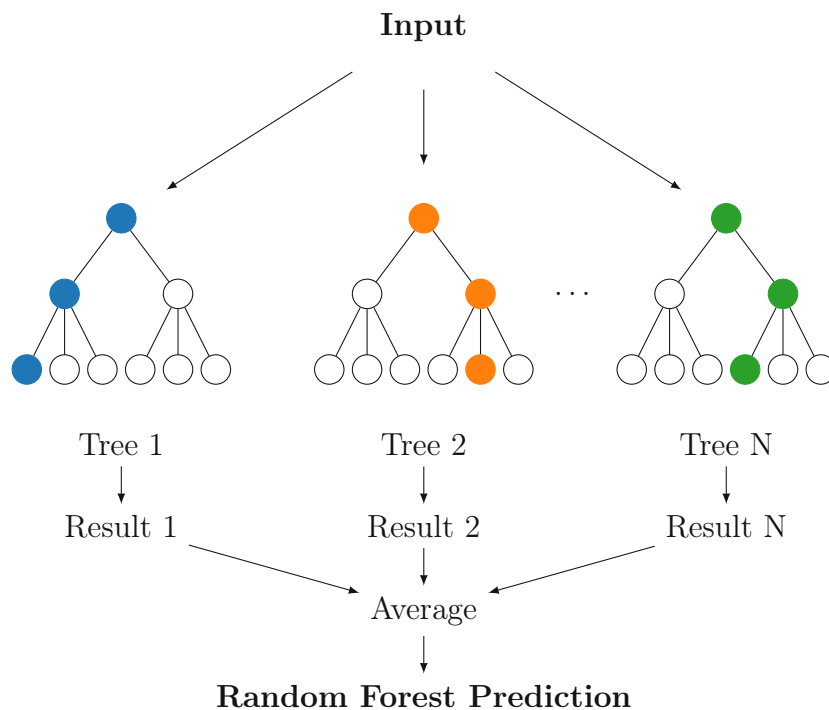 Input
. . .
Tree 1
Tree 2
Tree N
Result 1
Result 2
Result N
Average
Random Forest Prediction